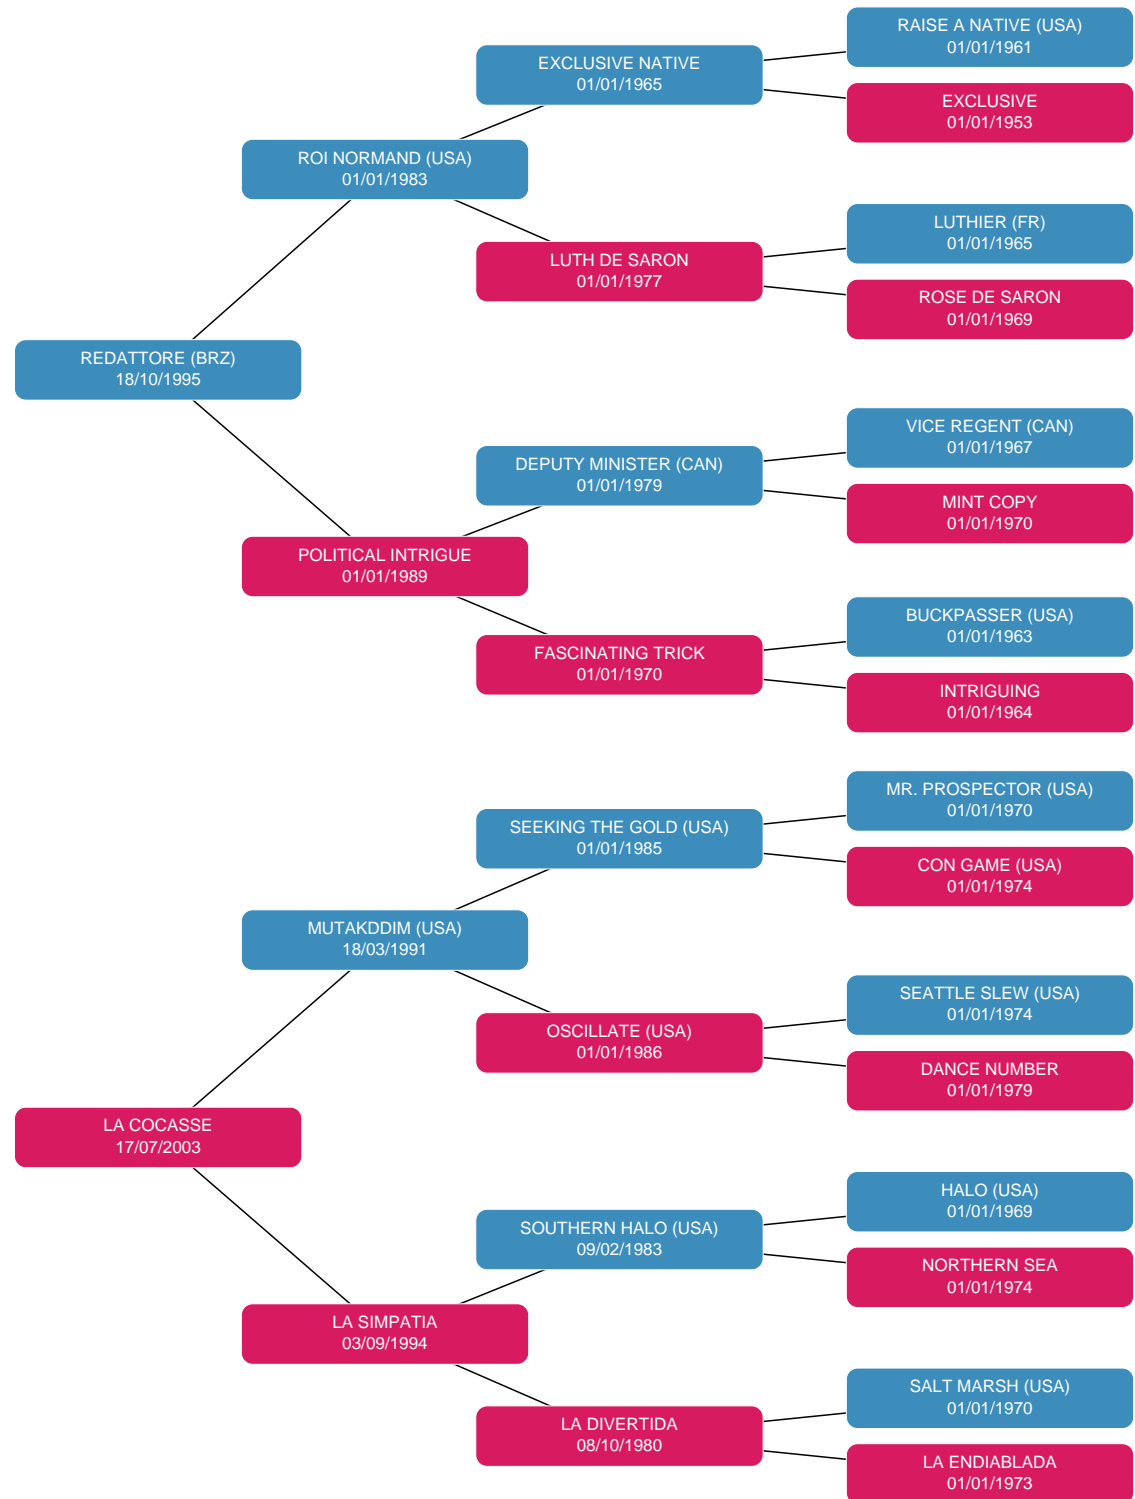 RAISE A NATIVE (USA)
01/01/1961
EXCLUSIVE NATIVE
01/01/1965
EXCLUSIVE
01/01/1953
ROI NORMAND (USA)
01/01/1983
LUTHIER (FR)
01/01/1965
LUTH DE SARON
01/01/1977
ROSE DE SARON
01/01/1969
REDATTORE (BRZ)
18/10/1995
VICE REGENT (CAN)
01/01/1967
DEPUTY MINISTER (CAN)
01/01/1979
MINT COPY
01/01/1970
POLITICAL INTRIGUE
01/01/1989
BUCKPASSER (USA)
01/01/1963
FASCINATING TRICK
01/01/1970
INTRIGUING
01/01/1964
MR. PROSPECTOR (USA)
01/01/1970
SEEKING THE GOLD (USA)
01/01/1985
CON GAME (USA)
01/01/1974
MUTAKDDIM (USA)
18/03/1991
SEATTLE SLEW (USA)
01/01/1974
OSCILLATE (USA)
01/01/1986
DANCE NUMBER
01/01/1979
LA COCASSE
17/07/2003
HALO (USA)
01/01/1969
SOUTHERN HALO (USA)
09/02/1983
NORTHERN SEA
01/01/1974
LA SIMPATIA
03/09/1994
SALT MARSH (USA)
01/01/1970
LA DIVERTIDA
08/10/1980
LA ENDIABLADA
01/01/1973